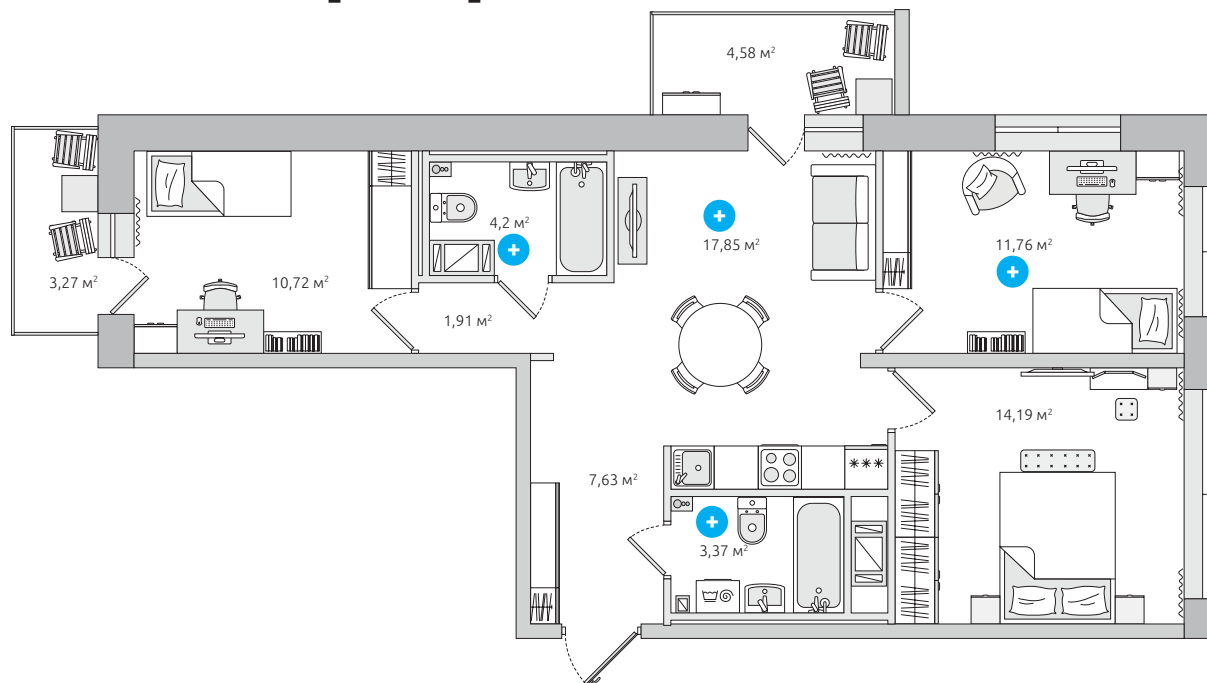 4,58 м²
4,2 м²
17,85 м²
11,76 м²
3,27 м²
10,72 м²
1,91 м²
14,19 м²
7,63 м²
3,37 м²